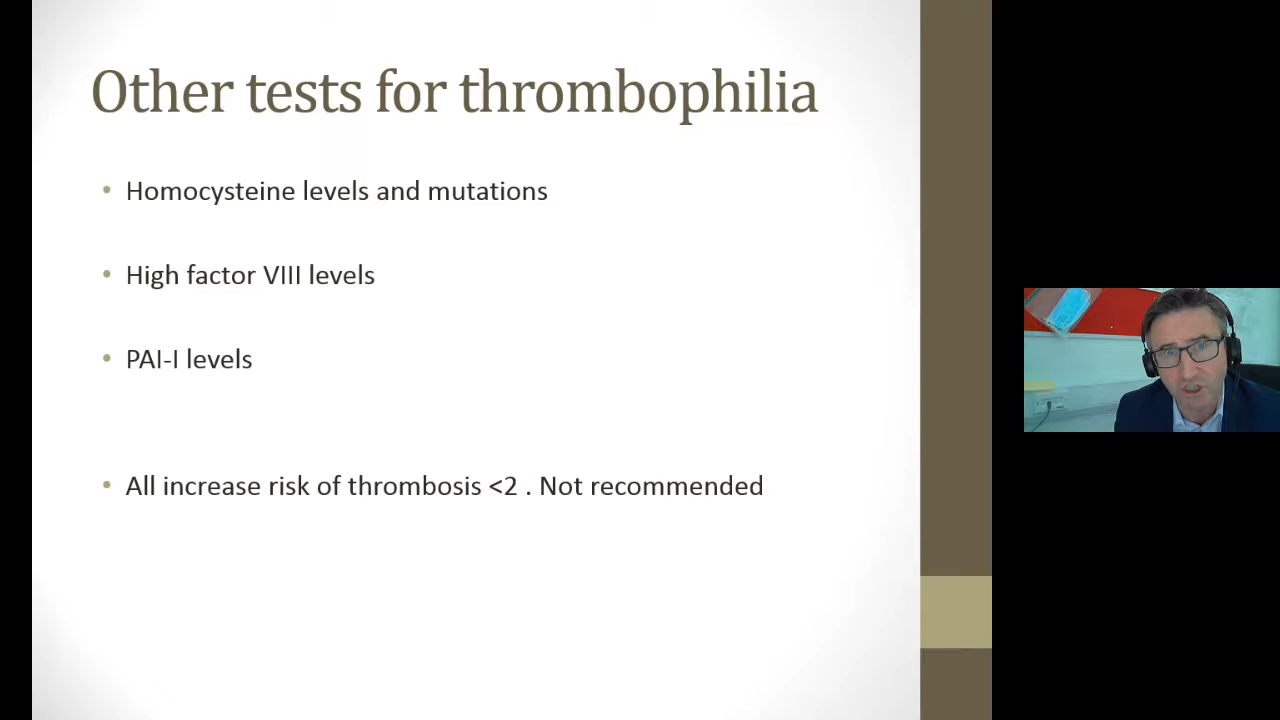 Other tests for thrombophilia
• Homocysteine levels and mutations
• High factor VIII levels
• PAI-I levels
• All increase risk of thrombosis <2 . Not recommended